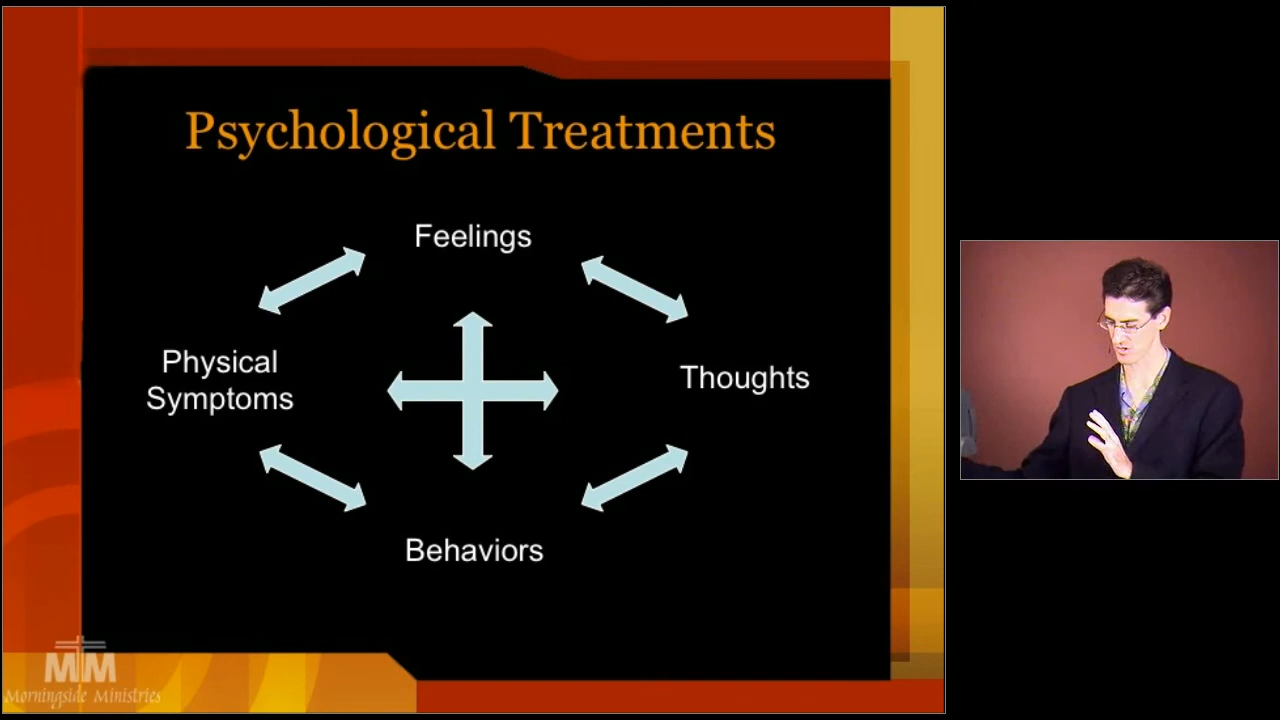 Psychological Treatments
Feelings
Physical
Symptoms
Thoughts
Behaviors
MM
Morningside Ministries